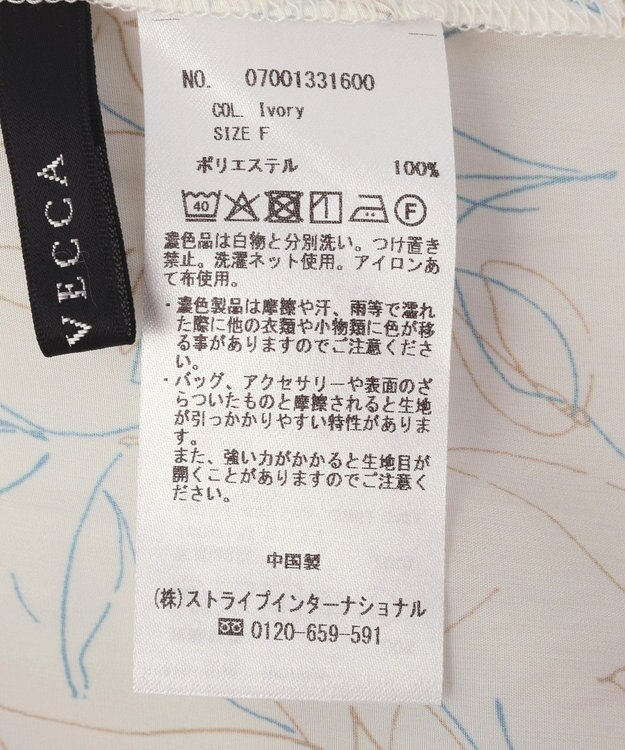 VECCA
NO. 07001331600
COL. Ivory
SIZE F
ポリエステル 100%
40 F
濃色品は白物と分別洗い。つけ置き
禁止。洗濯ネット使用。アイロンあ
て布使用。
・濃色製品は摩擦や汗、雨等で濡れ
た際に他の衣類や小物類に色が移
る事がありますのでご注意くださ
い。
・バッグ、アクセサリーや表面のざ
らついたものと摩擦されると生地
が引っかかりやすい特性がありま
す。
また、強い力がかかると生地目が
開くことがありますのでご注意く
ださい。
中国製
(株)ストライプインターナショナル
0120-659-591